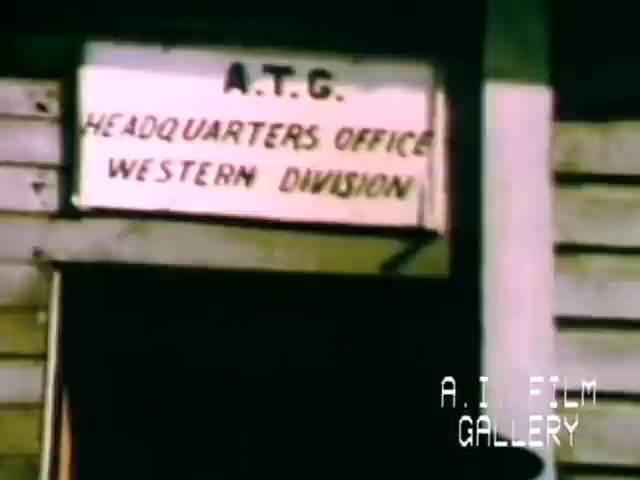 A.T.G.
HEADQUARTERS OFFICE
WESTERN DIVISION
A.I. FILM
GALLERY